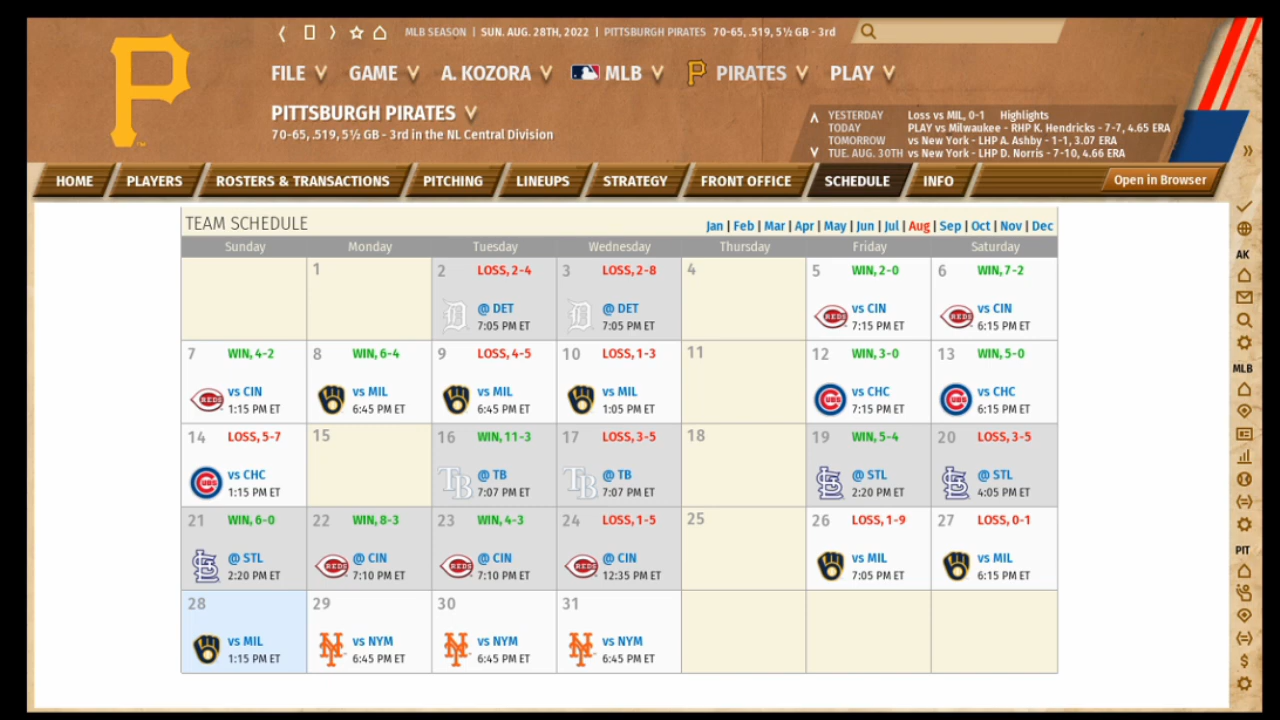 MLB SEASON | SUN. AUG. 28TH, 2022 | PITTSBURGH PIRATES 70-65, .519, 5½ GB - 3rd
FILE GAME A. KOZORA MLB PIRATES PLAY
PITTSBURGH PIRATES
70-65, .519, 5½ GB - 3rd in the NL Central Division
YESTERDAY Loss vs MIL, 0-1 Highlights
TODAY PLAY vs Milwaukee - RHP K. Hendricks - 7-7, 4.65 ERA
TOMORROW vs New York - LHP A. Ashby - 1-1, 3.07 ERA
TUE. AUG. 30TH vs New York - LHP D. Norris - 7-10, 4.66 ERA
HOME PLAYERS ROSTERS & TRANSACTIONS PITCHING LINEUPS STRATEGY FRONT OFFICE SCHEDULE INFO Open in Browser
TEAM SCHEDULE Jan | Feb | Mar | Apr | May | Jun | Jul | Aug | Sep | Oct | Nov | Dec
Sunday Monday Tuesday Wednesday Thursday Friday Saturday
1 2 LOSS, 2-4 3 LOSS, 2-8 4 5 WIN, 2-0 6 WIN, 7-2
@ DET @ DET vs CIN vs CIN
7:05 PM ET 7:05 PM ET 7:15 PM ET 6:15 PM ET
7 WIN, 4-2 8 WIN, 6-4 9 LOSS, 4-5 10 LOSS, 1-3 11 12 WIN, 3-0 13 WIN, 5-0
vs CIN vs MIL vs MIL vs MIL vs CHC vs CHC
1:15 PM ET 6:45 PM ET 6:45 PM ET 1:05 PM ET 7:15 PM ET 6:15 PM ET
14 LOSS, 5-7 15 16 WIN, 11-3 17 LOSS, 3-5 18 19 WIN, 5-4 20 LOSS, 3-5
vs CHC @ TB @ TB @ STL @ STL
1:15 PM ET 7:07 PM ET 7:07 PM ET 2:20 PM ET 4:05 PM ET
21 WIN, 6-0 22 WIN, 8-3 23 WIN, 4-3 24 LOSS, 1-5 25 26 LOSS, 1-9 27 LOSS, 0-1
@ STL @ CIN @ CIN @ CIN vs MIL vs MIL
2:20 PM ET 7:10 PM ET 7:10 PM ET 12:35 PM ET 7:05 PM ET 6:15 PM ET
28 29 30 31
vs MIL vs NYM vs NYM vs NYM
1:15 PM ET 6:45 PM ET 6:45 PM ET 6:45 PM ET
AK
MLB
PIT